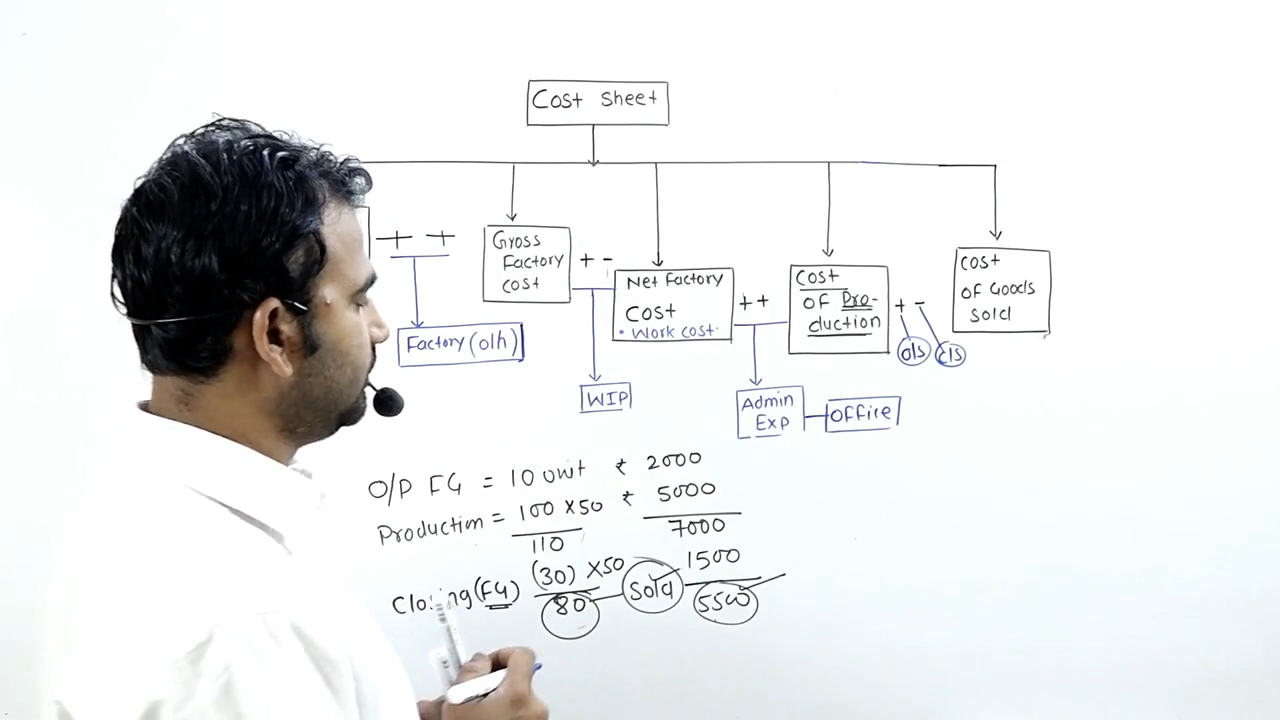 Cost Sheet
+ +
Gross
Factory
Cost
+ -
Net Factory
Cost
• Work cost.
+ +
Cost
OF Pro-
duction
+ -
Cost
OF Goods
Sold
O/S
C/S
Factory (O/h)
WIP
Admin
Exp
Office
O/P FG = 10 unit ₹ 2000
Production = 100 x 50 ₹ 5000
110 7000
Closing (FG) (30) x 50 1500
80 Sold 5500